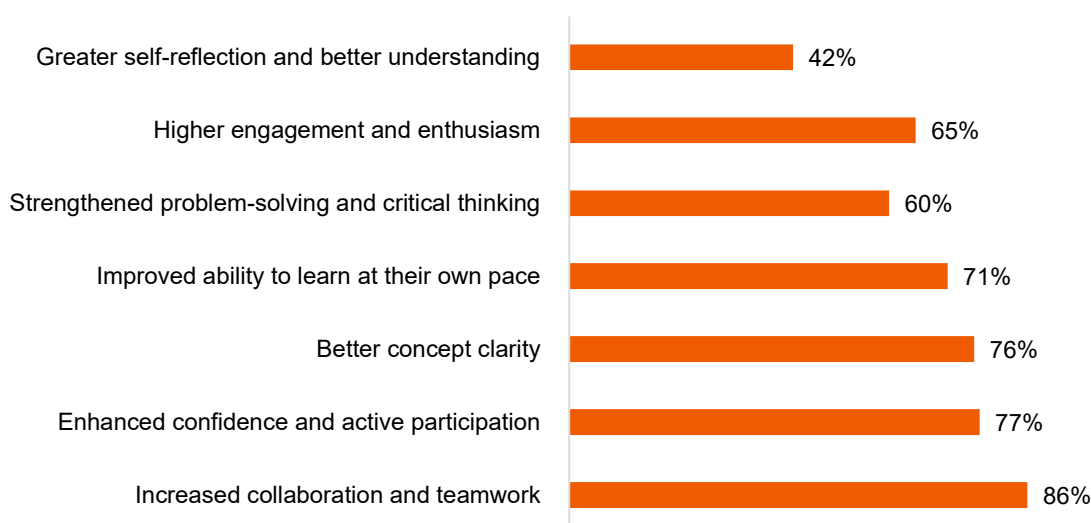 Greater self-reflection and better understanding 42%
Higher engagement and enthusiasm 65%
Strengthened problem-solving and critical thinking 60%
Improved ability to learn at their own pace 71%
Better concept clarity 76%
Enhanced confidence and active participation 77%
Increased collaboration and teamwork 86%